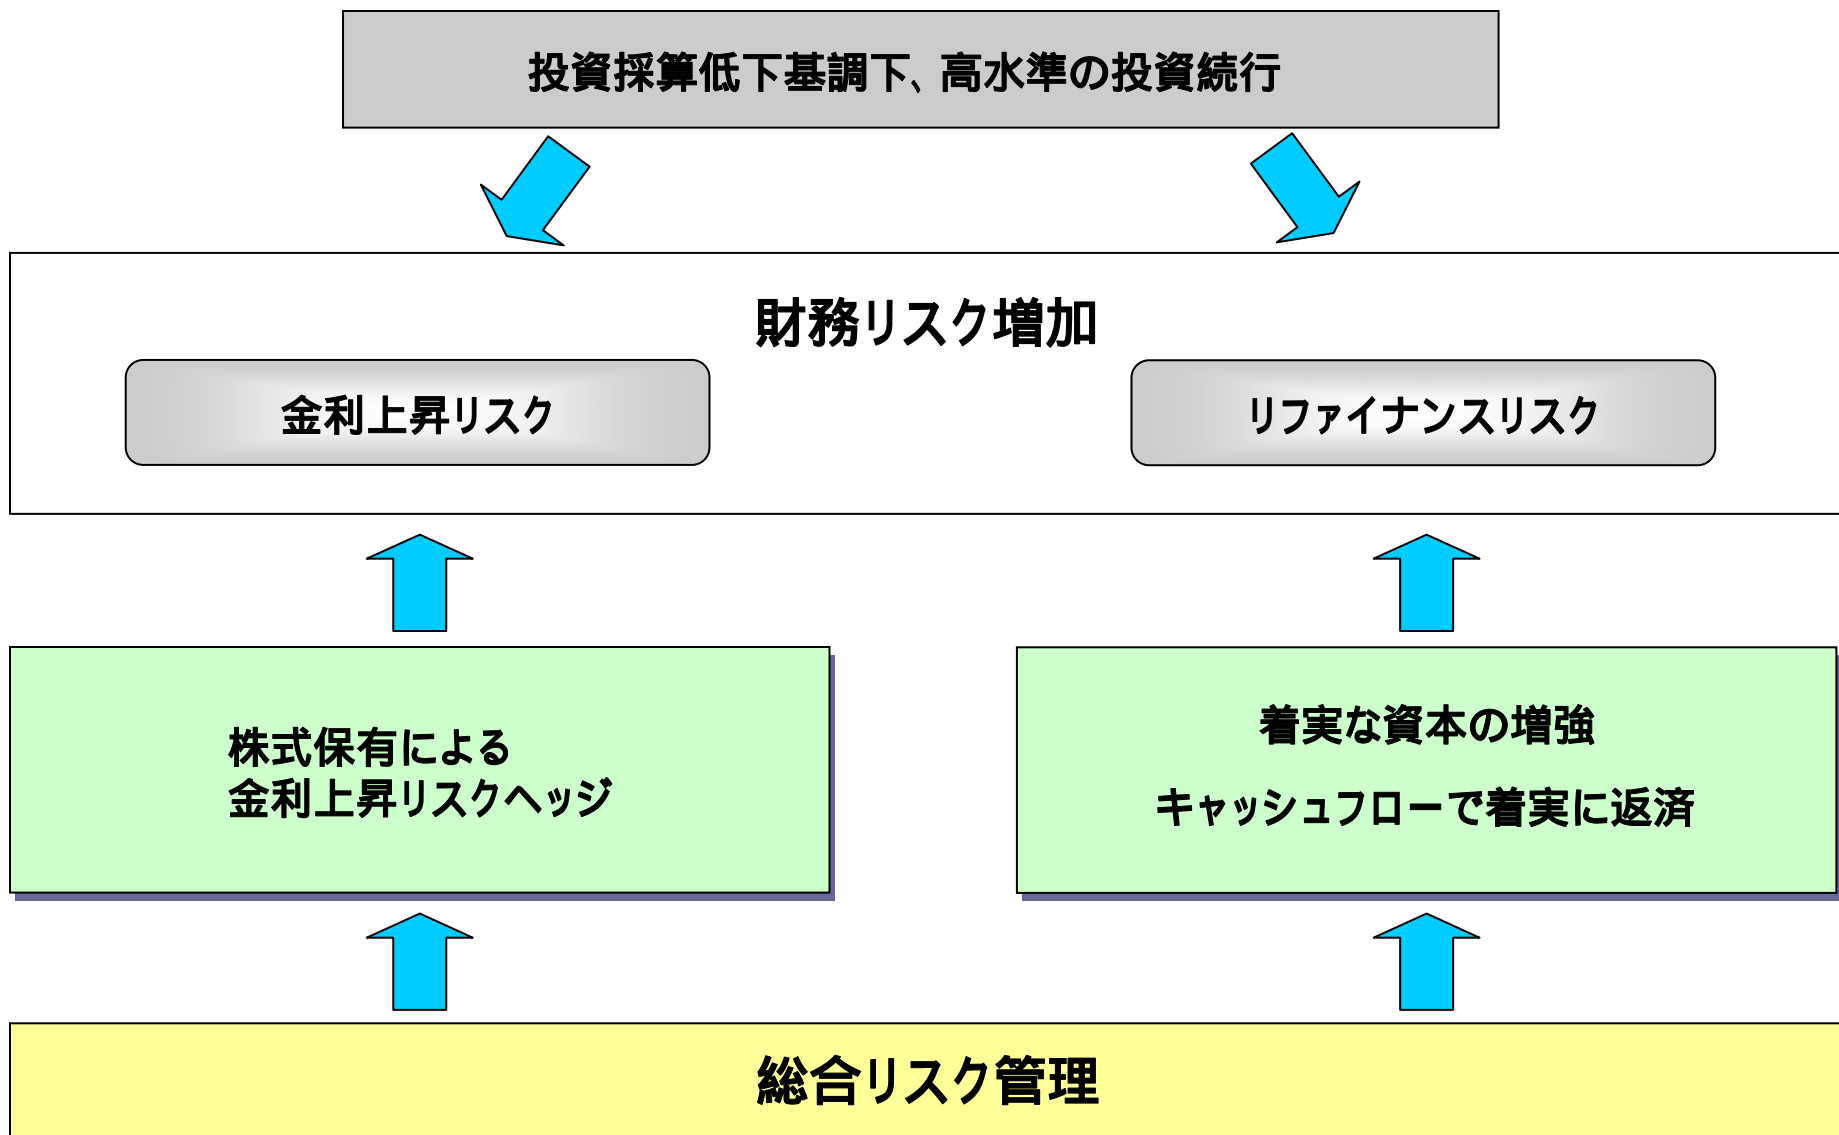 投資採算低下基調下、高水準の投資続行
財務リスク増加
金利上昇リスク
リファイナンスリスク
株式保有による
金利上昇リスクヘッジ
着実な資本の増強
キャッシュフローで着実に返済
総合リスク管理